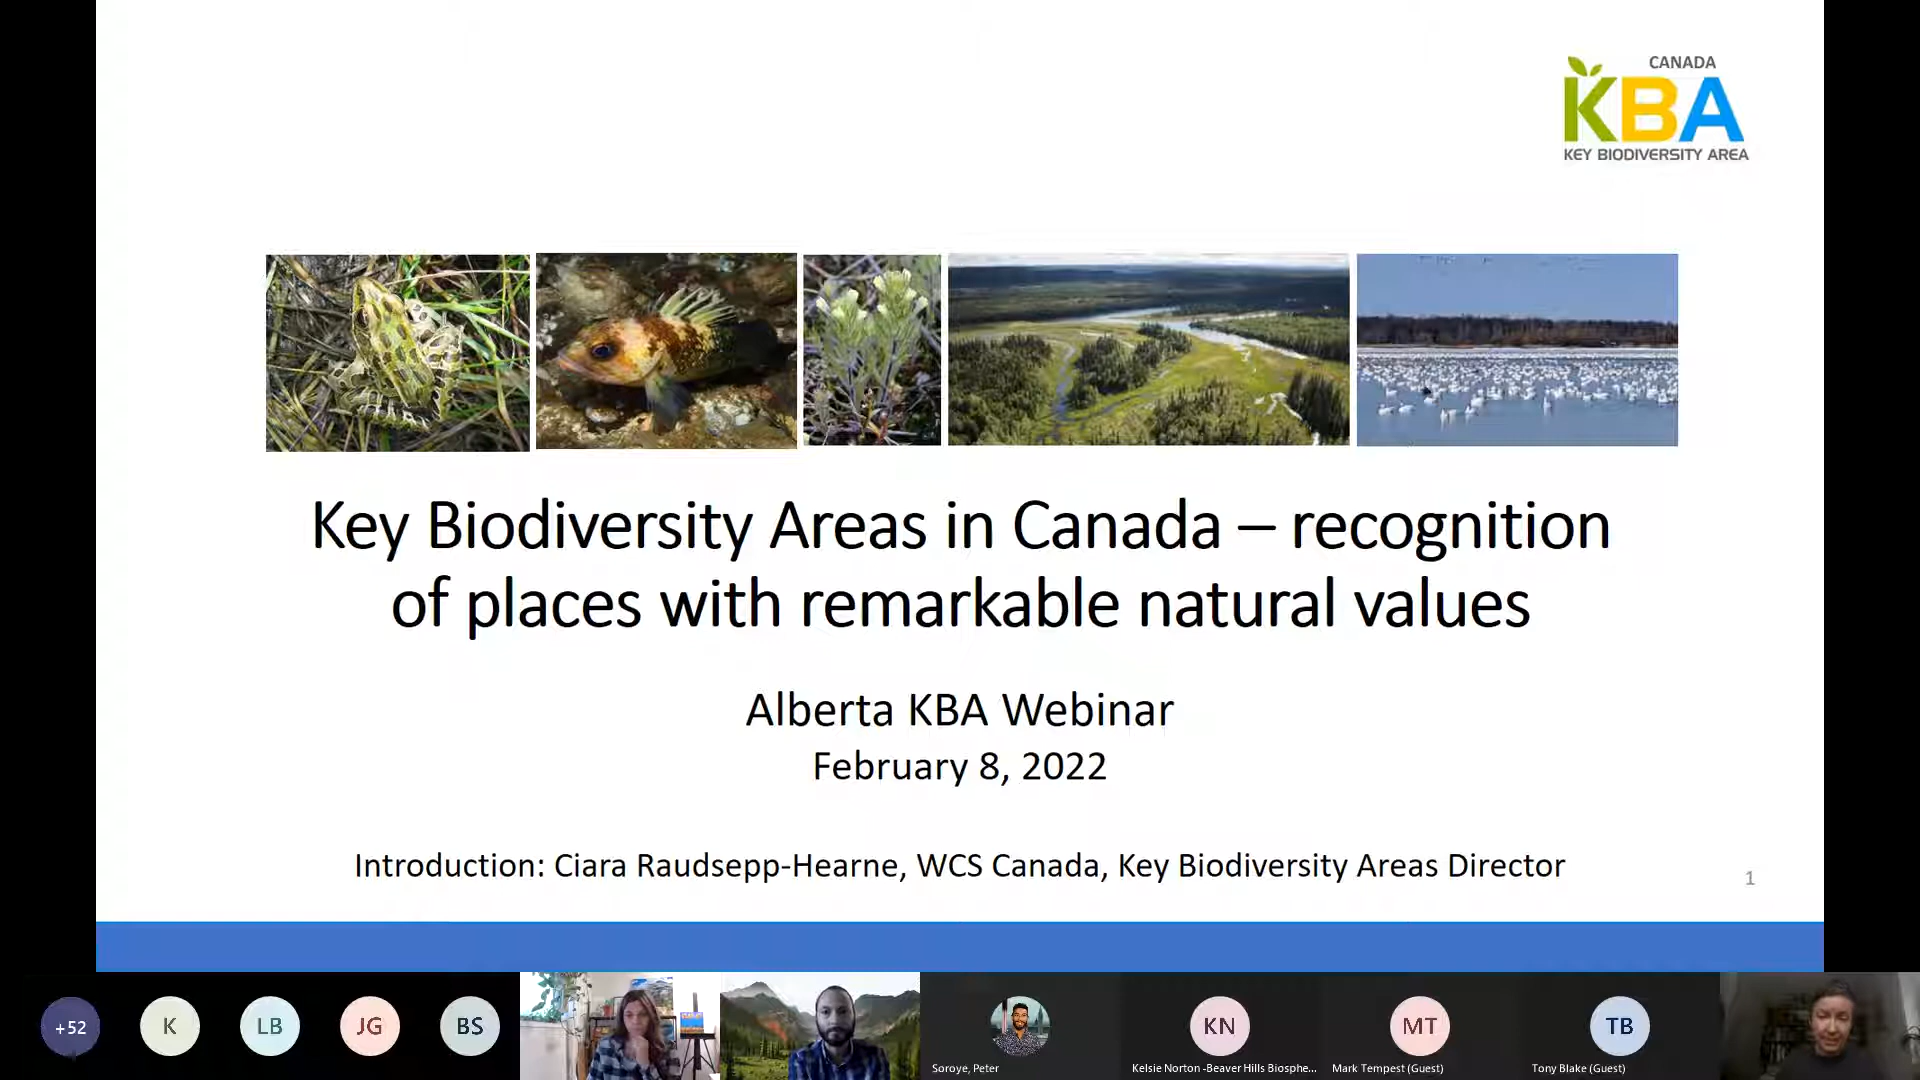 CANADA
KBA
KEY BIODIVERSITY AREA
Key Biodiversity Areas in Canada – recognition
of places with remarkable natural values
Alberta KBA Webinar
February 8, 2022
Introduction: Ciara Raudsepp-Hearne, WCS Canada, Key Biodiversity Areas Director
1
+52
K
LB
JG
BS
KN
MT
TB
Soroye, Peter
Kelsie Norton -Beaver Hills Biosphe...
Mark Tempest (Guest)
Tony Blake (Guest)